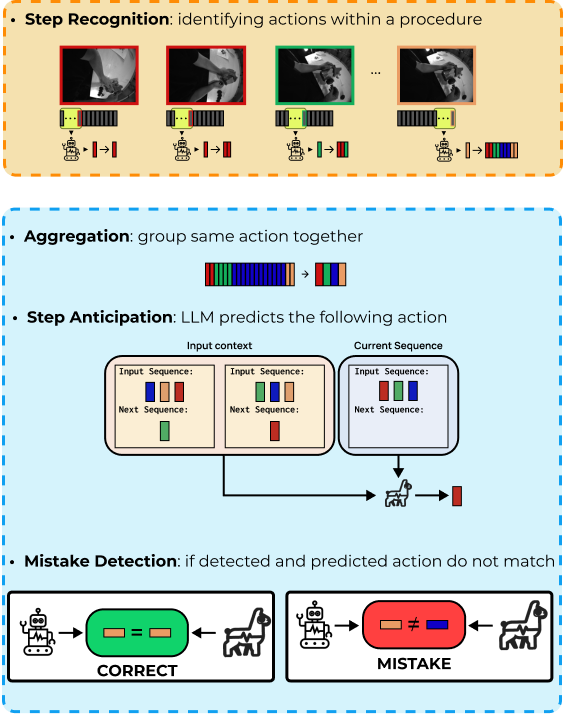 • Step Recognition: identifying actions within a procedure
...
• Aggregation: group same action together
• Step Anticipation: LLM predicts the following action
Input context
Current Sequence
Input Sequence:
Next Sequence:
Input Sequence:
Next Sequence:
Input Sequence:
Next Sequence:
• Mistake Detection: if detected and predicted action do not match
=
CORRECT
≠
MISTAKE